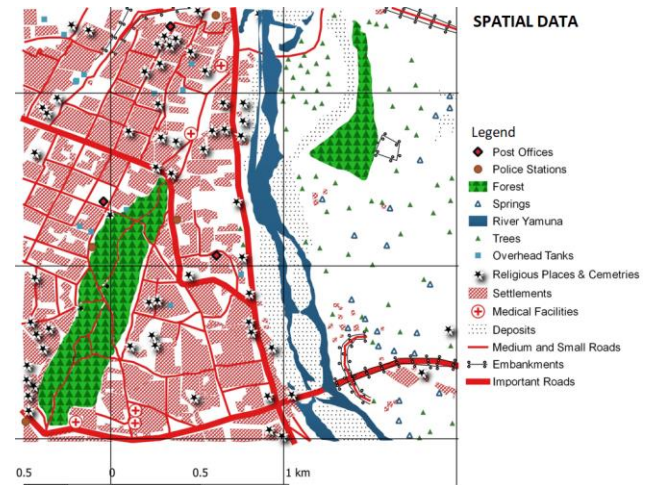 SPATIAL DATA
Legend
Post Offices
Police Stations
Forest
Springs
River Yamuna
Trees
Overhead Tanks
Religious Places & Cemetries
Settlements
Medical Facilities
Deposits
Medium and Small Roads
Embankments
Important Roads
0.5 0 0.5 1 km